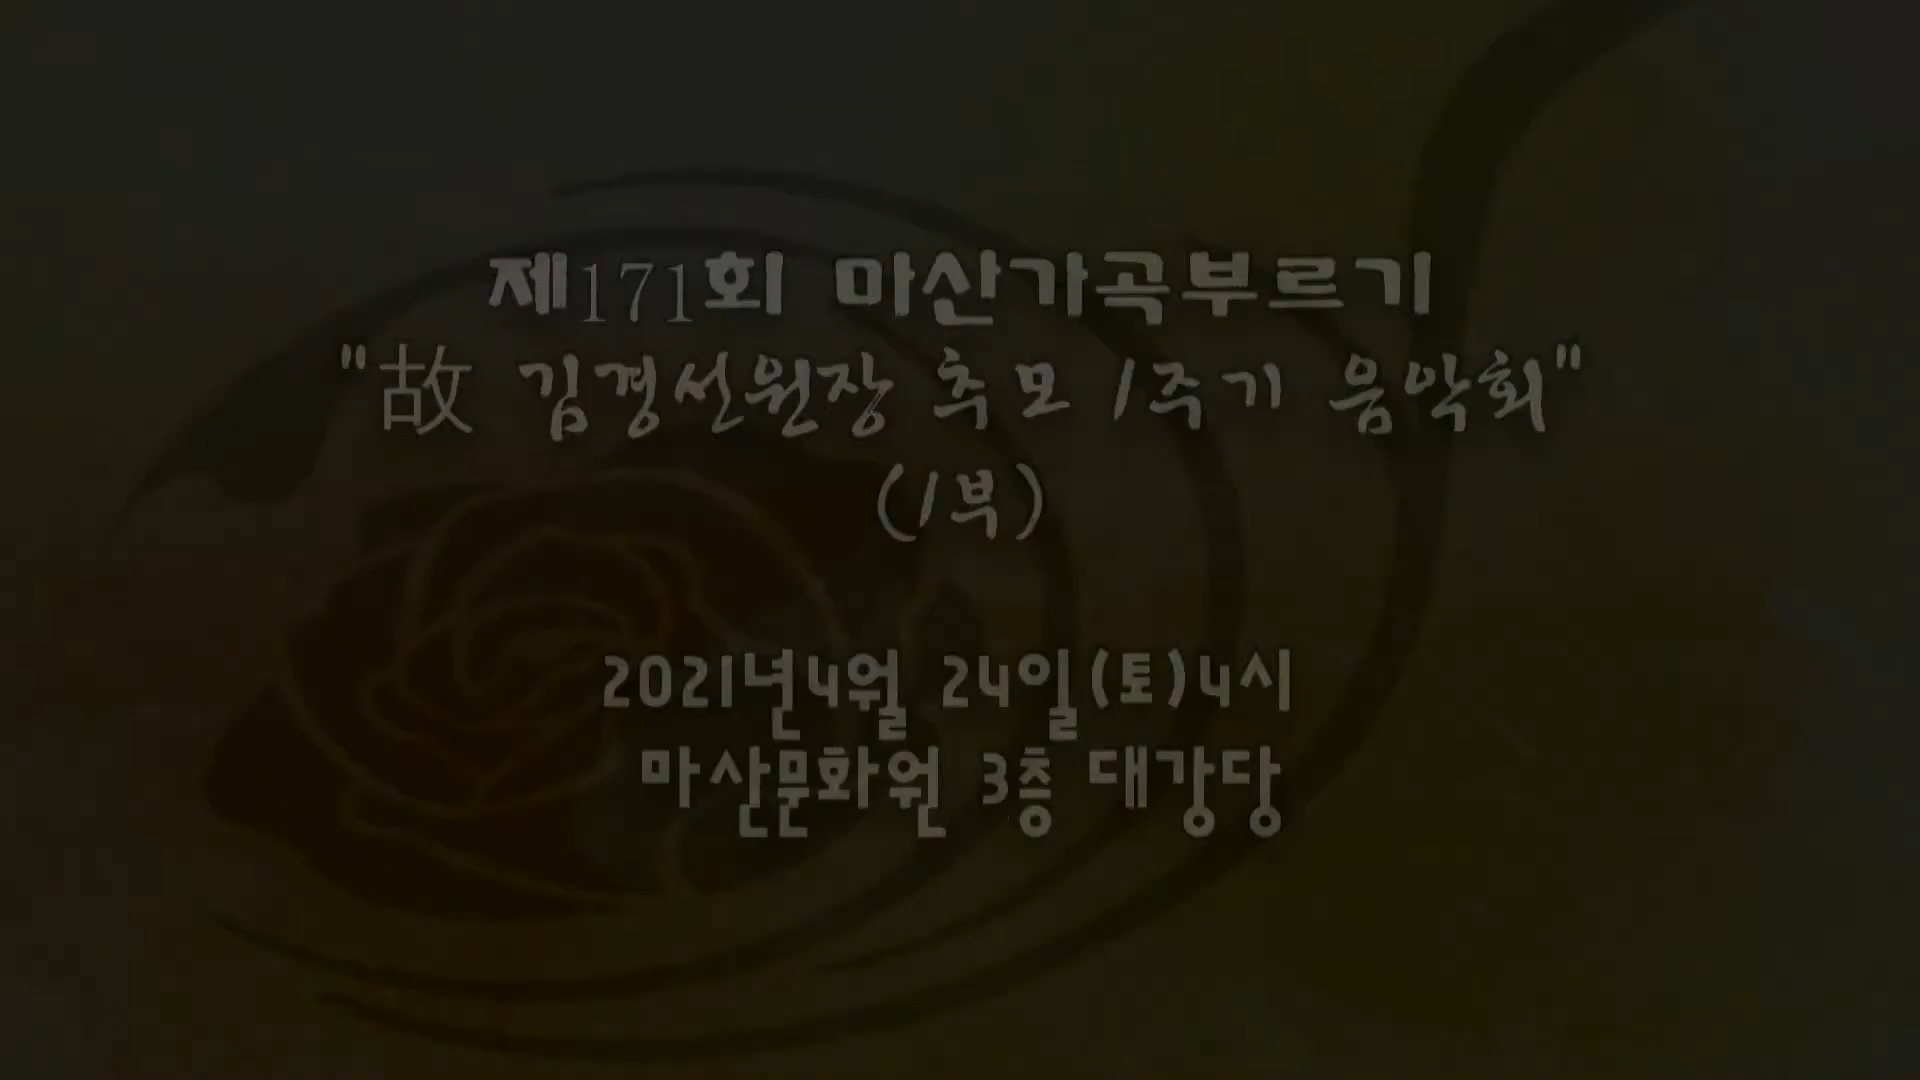 제171회 마산가곡부르기
"故 김경선원장 추모 1주기 음악회"
(1부)
2021년4월 24일(토)4시
마산문화원 3층 대강당